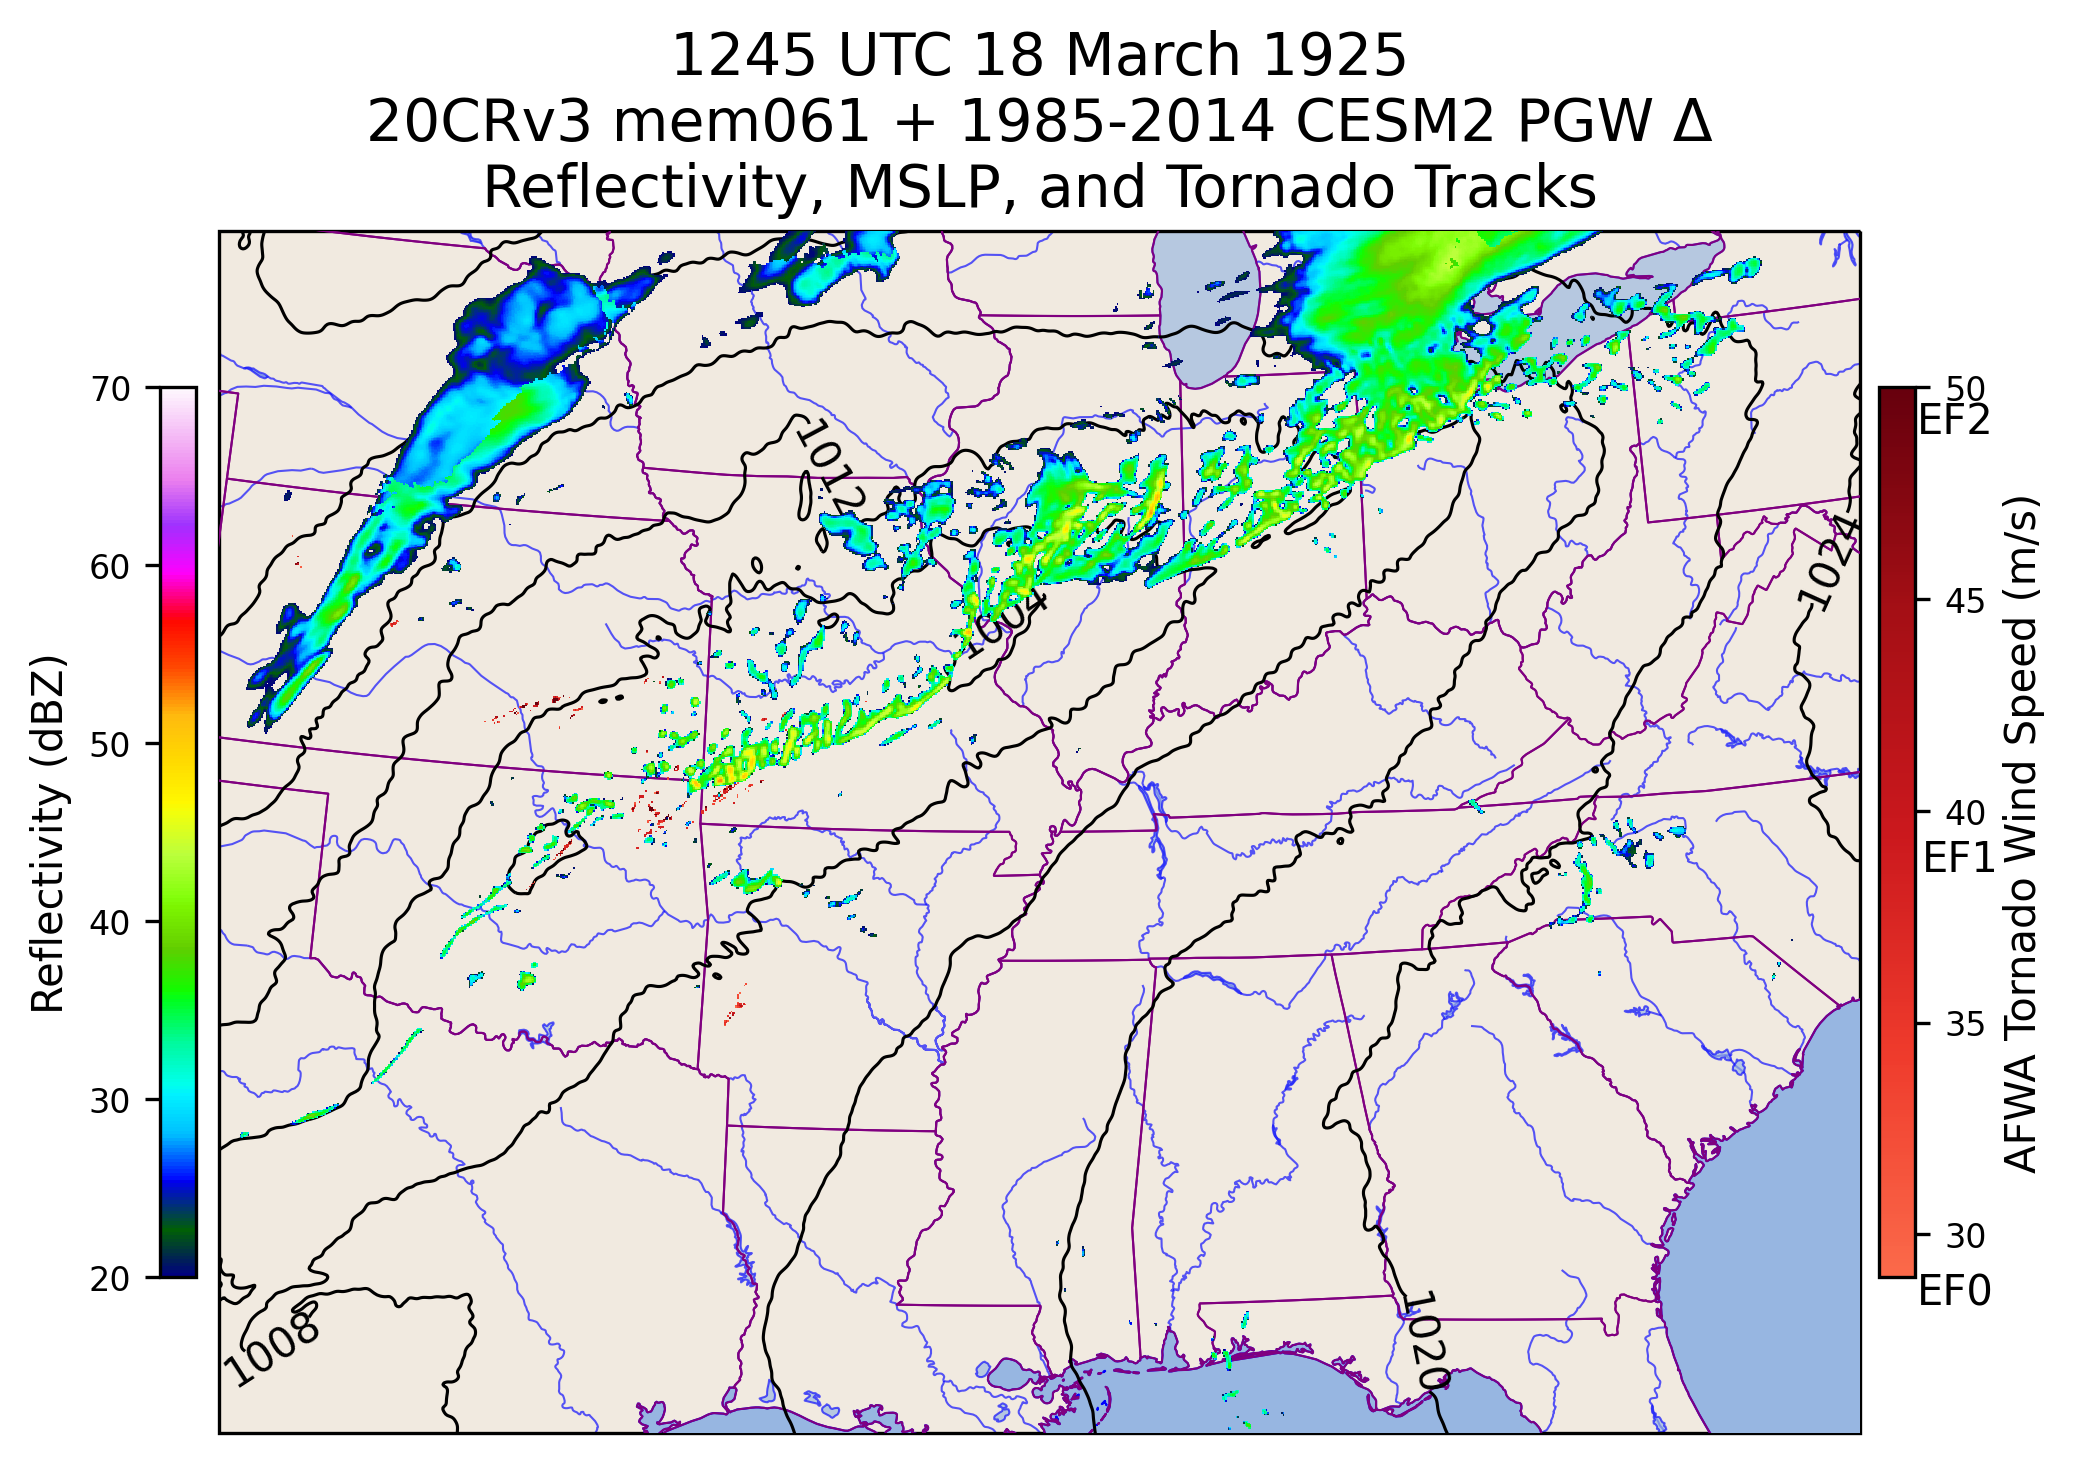 1245 UTC 18 March 1925
20CRv3 mem061 + 1985-2014 CESM2 PGW Δ
Reflectivity, MSLP, and Tornado Tracks
Reflectivity (dBZ)
70
60
50
40
30
20
1012
1004
1024
1008
1020
50
EF2
45
40
EF1
35
30
EF0
AFWA Tornado Wind Speed (m/s)